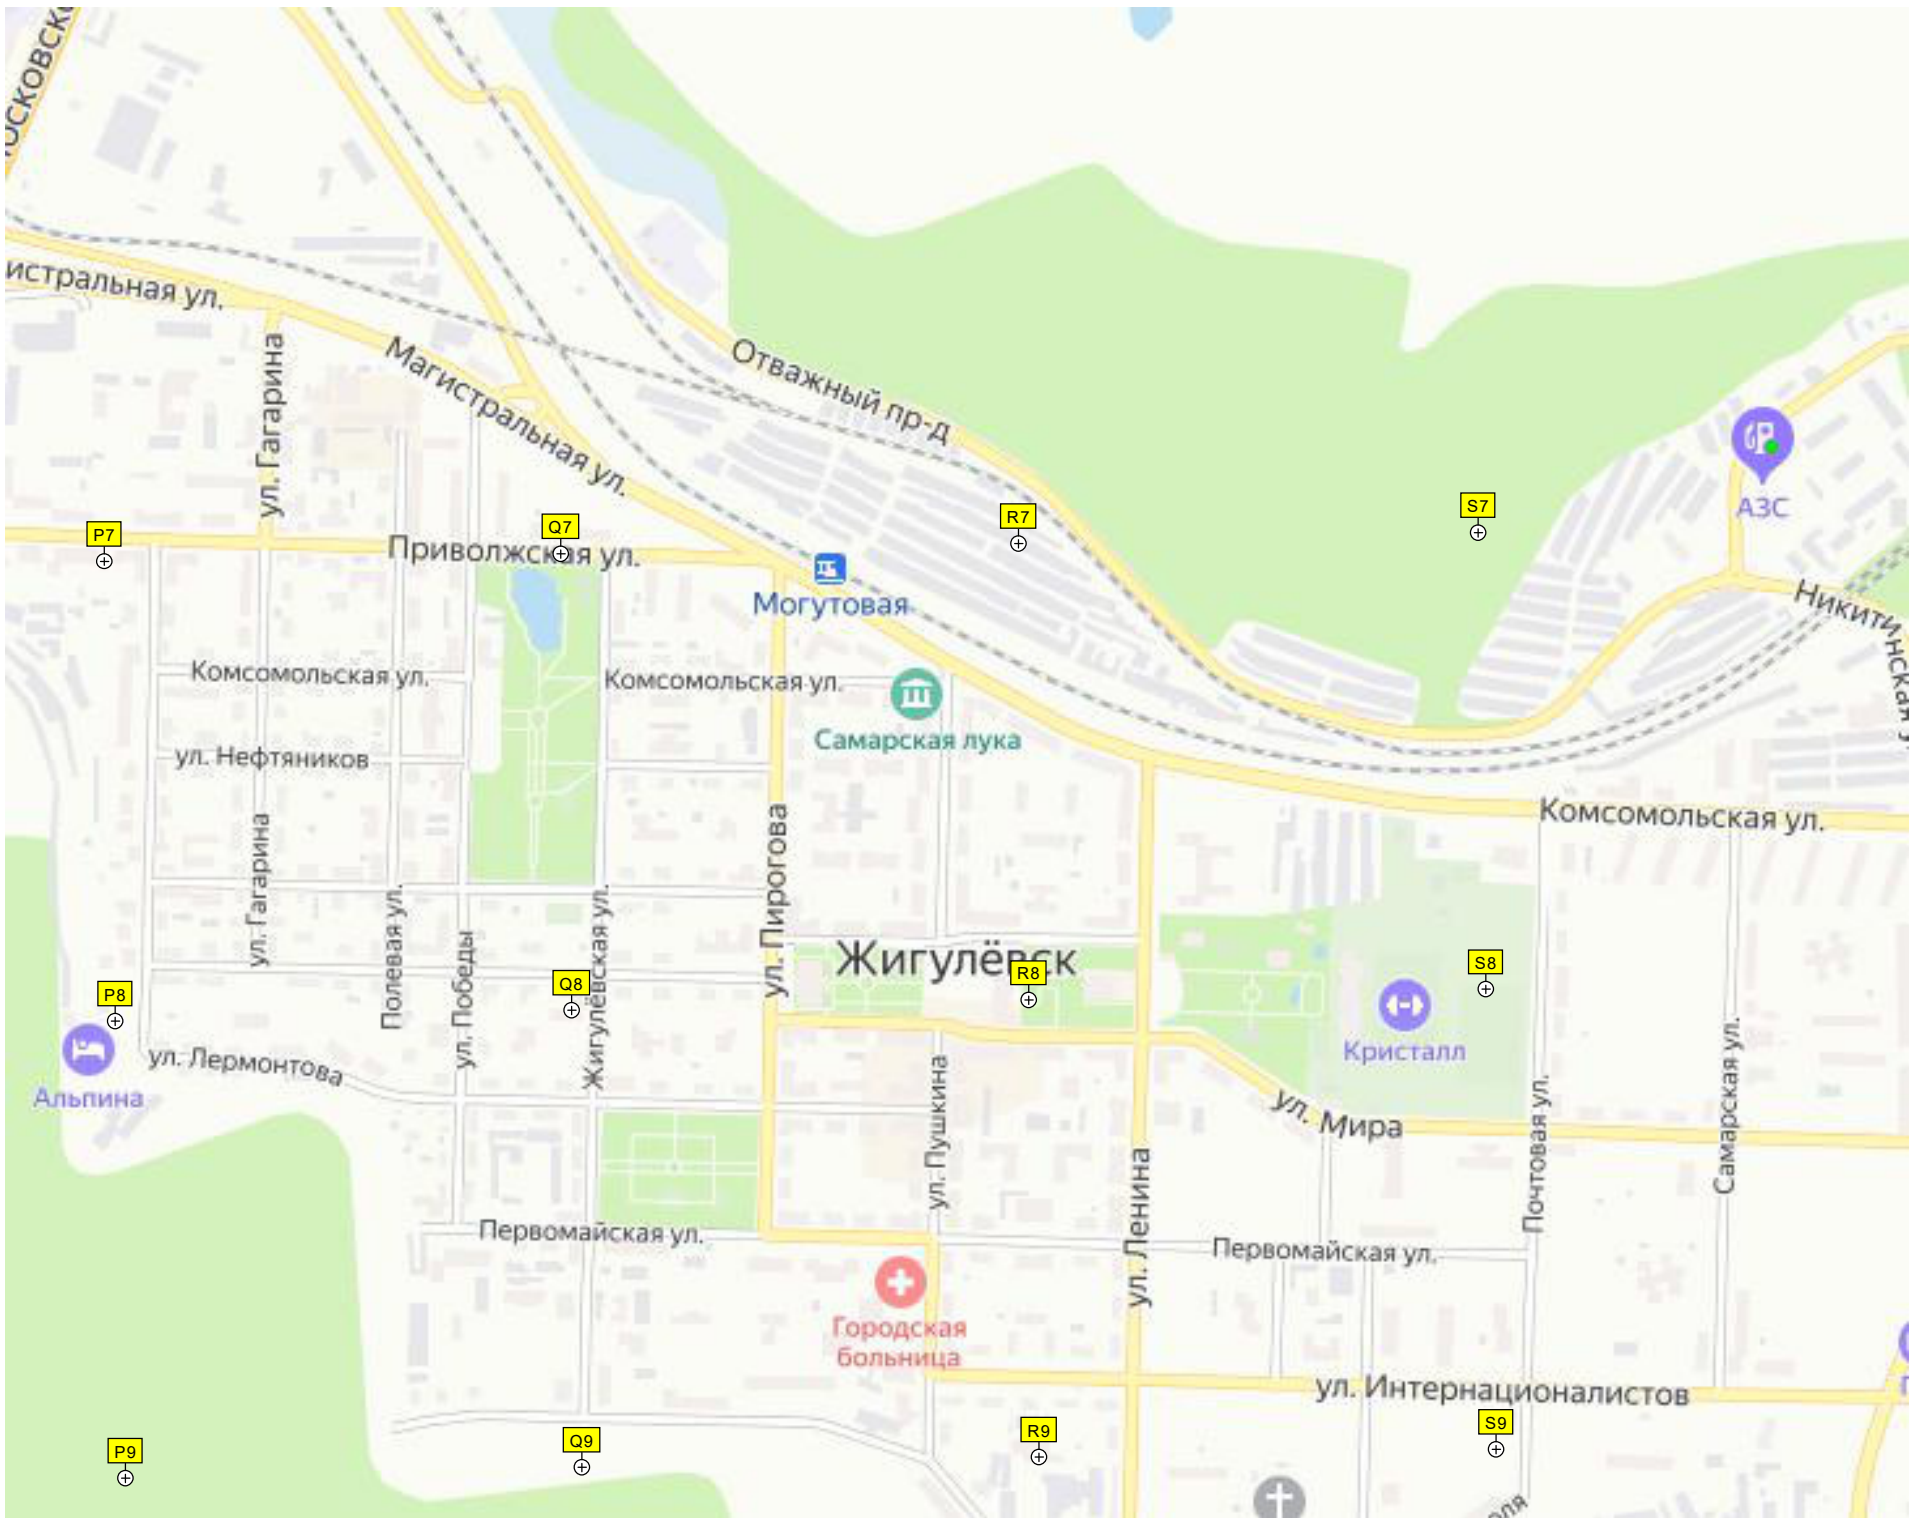 истральная ул.
ул. Гагарина
Магистральная ул.
Отважный пр-д
АЗС
P7
Q7
R7
S7
Приволжская ул.
Могутовая
Никитинская у
Комсомольская ул.
Комсомольская ул.
Самарская лука
ул. Нефтяников
Комсомольская ул.
ул. Гагарина
Полевая ул.
ул. Победы
Жигулёвская ул.
ул. Пирогова
Жигулёвск
P8
Q8
R8
S8
Кристалл
Альпина
ул. Лермонтова
ул. Пушкина
ул. Ленина
ул. Мира
Почтовая ул.
Самарская ул.
Первомайская ул.
Первомайская ул.
Городская
больница
ул. Интернационалистов
P9
Q9
R9
S9